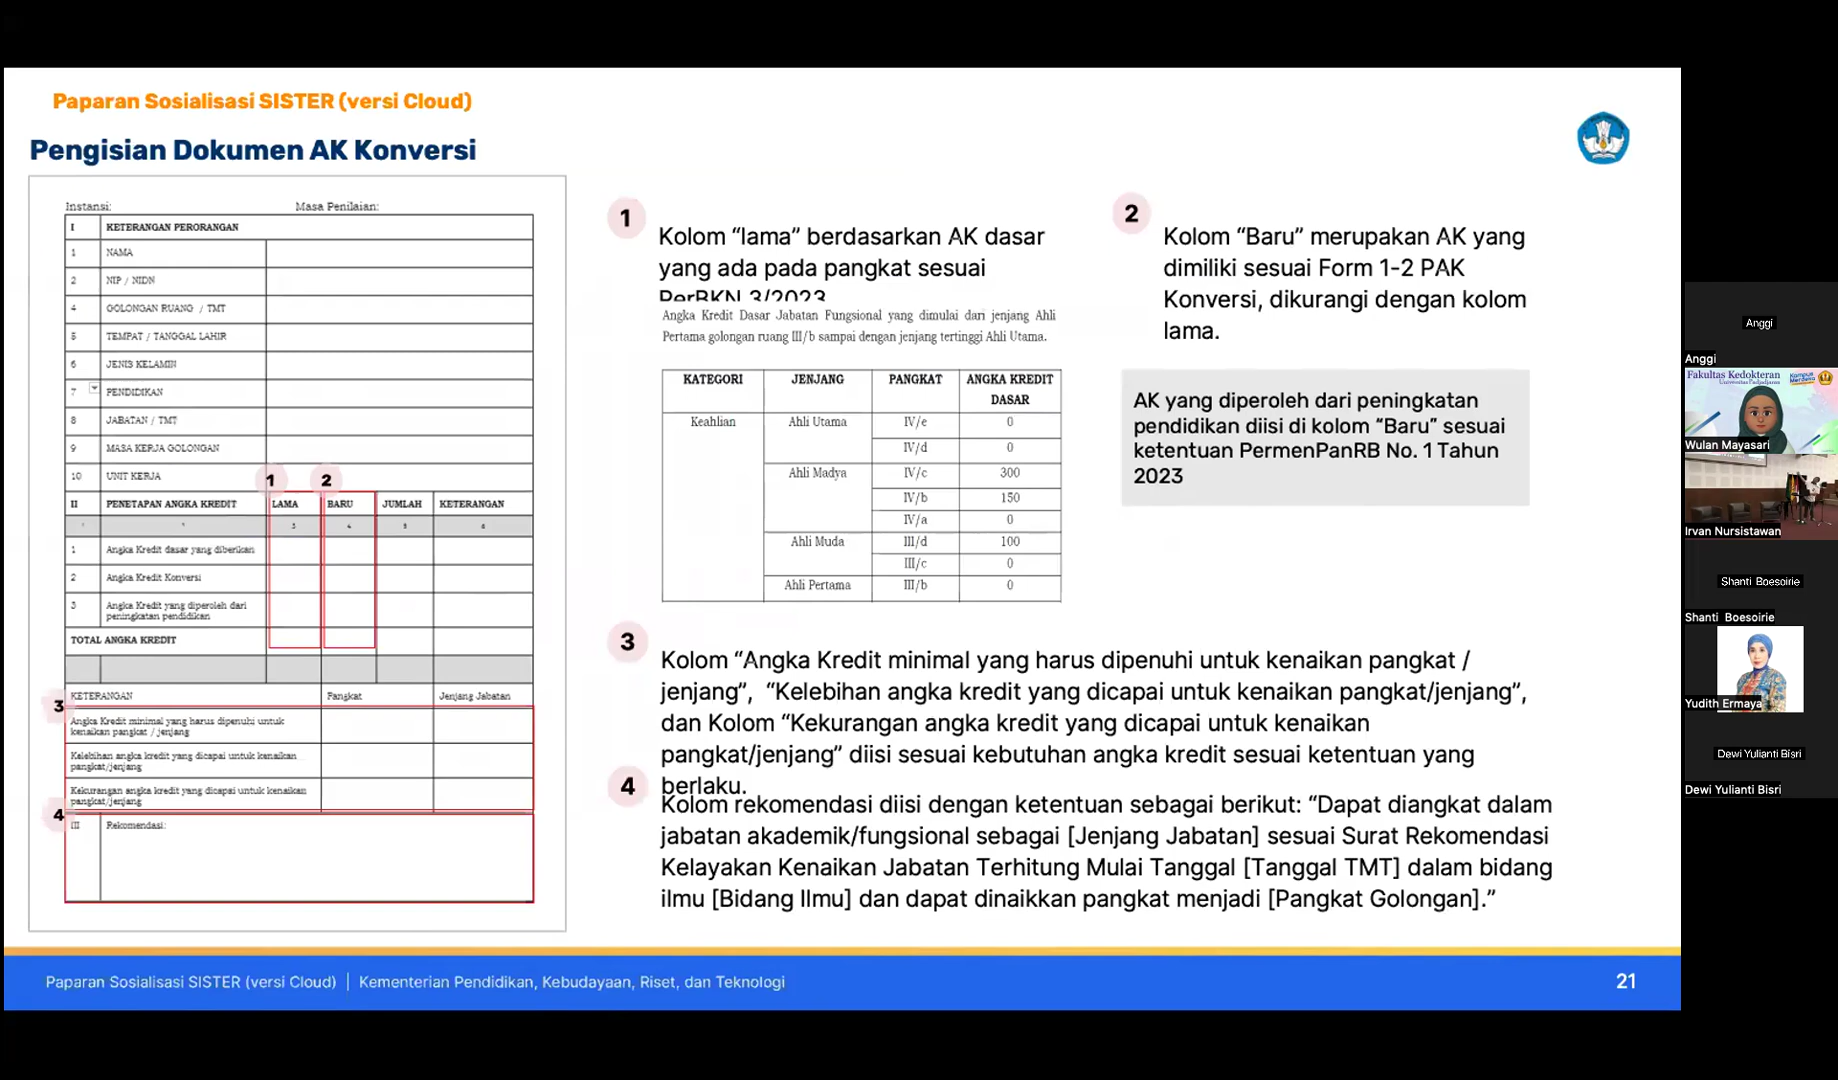 Paparan Sosialisasi SISTER (versi Cloud)
Pengisian Dokumen AK Konversi
Instansi: Masa Penilaian:
I KETERANGAN PERORANGAN
1 NAMA
2 NIP / NIDN
4 GOLONGAN RUANG / TMT
5 TEMPAT / TANGGAL LAHIR
6 JENIS KELAMIN
7 PENDIDIKAN
8 JABATAN / TMT
9 MASA KERJA GOLONGAN
10 UNIT KERJA
1 2
II PENETAPAN ANGKA KREDIT LAMA BARU JUMLAH KETERANGAN
3 4 5 6
1 Angka Kredit dasar yang diberikan
2 Angka Kredit Konversi
3 Angka Kredit yang diperoleh dari
peningkatan pendidikan
TOTAL ANGKA KREDIT
KETERANGAN Pangkat Jenjang Jabatan
3
Angka Kredit minimal yang harus dipenuhi untuk
kenaikan pangkat / jenjang
Kelebihan angka kredit yang dicapai untuk kenaikan
pangkat/jenjang
Kekurangan angka kredit yang dicapai untuk kenaikan
pangkat/jenjang
4
III Rekomendasi:
1
Kolom “lama” berdasarkan AK dasar
yang ada pada pangkat sesuai
PerBKN 3/2023
Angka Kredit Dasar Jabatan Fungsional yang dimulai dari jenjang Ahli
Pertama golongan ruang III/b sampai dengan jenjang tertinggi Ahli Utama.
KATEGORI JENJANG PANGKAT ANGKA KREDIT
DASAR
Keahlian Ahli Utama IV/e 0
IV/d 0
Ahli Madya IV/c 300
IV/b 150
IV/a 0
Ahli Muda III/d 100
III/c 0
Ahli Pertama III/b 0
2
Kolom “Baru” merupakan AK yang
dimiliki sesuai Form 1-2 PAK
Konversi, dikurangi dengan kolom
lama.
AK yang diperoleh dari peningkatan
pendidikan diisi di kolom “Baru” sesuai
ketentuan PermenPanRB No. 1 Tahun
2023
3
Kolom “Angka Kredit minimal yang harus dipenuhi untuk kenaikan pangkat /
jenjang”, “Kelebihan angka kredit yang dicapai untuk kenaikan pangkat/jenjang”,
dan Kolom “Kekurangan angka kredit yang dicapai untuk kenaikan
pangkat/jenjang” diisi sesuai kebutuhan angka kredit sesuai ketentuan yang
berlaku.
4
Kolom rekomendasi diisi dengan ketentuan sebagai berikut: “Dapat diangkat dalam
jabatan akademik/fungsional sebagai [Jenjang Jabatan] sesuai Surat Rekomendasi
Kelayakan Kenaikan Jabatan Terhitung Mulai Tanggal [Tanggal TMT] dalam bidang
ilmu [Bidang Ilmu] dan dapat dinaikkan pangkat menjadi [Pangkat Golongan].”
Paparan Sosialisasi SISTER (versi Cloud) | Kementerian Pendidikan, Kebudayaan, Riset, dan Teknologi
21
Anggi
Anggi
Fakultas Kedokteran
Universitas Padjadjaran
Kampus
Merdeka
Wulan Mayasari
Irvan Nursistawan
Shanti Boesoirie
Shanti Boesoirie
Yudith Ermaya
Dewi Yulianti Bisri
Dewi Yulianti Bisri